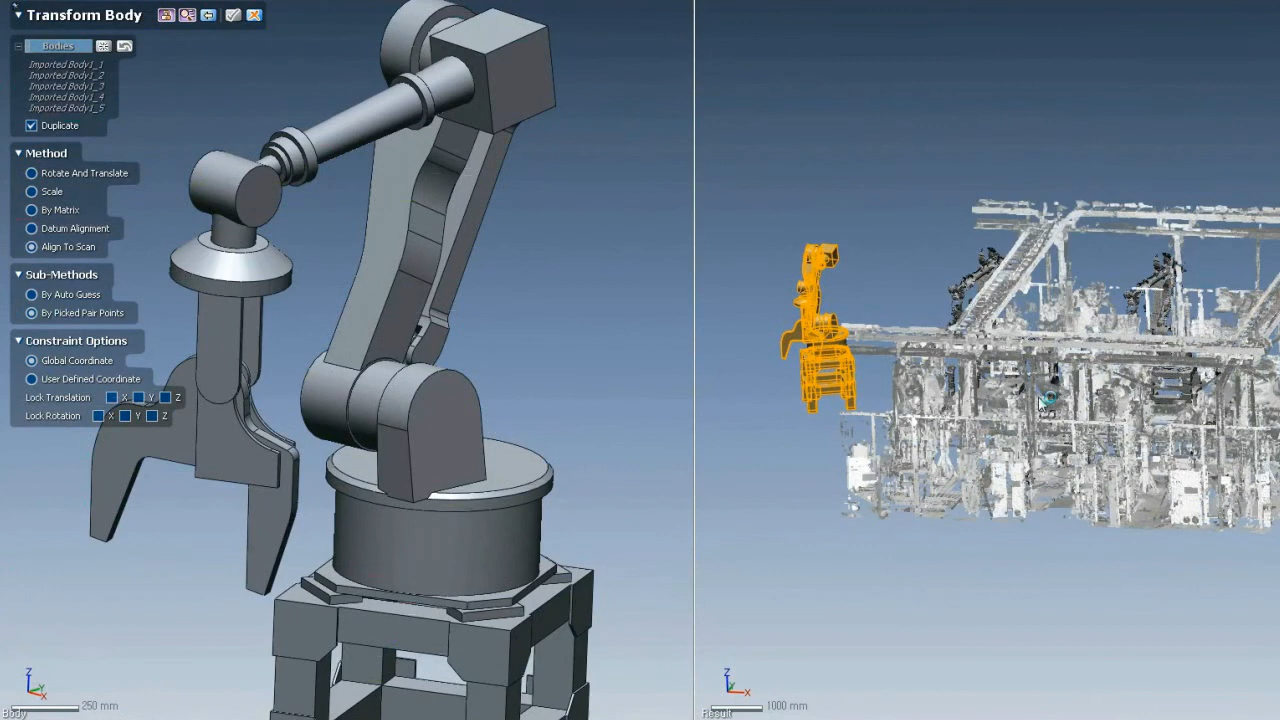 Transform Body
Bodies
Imported Body1_1
Imported Body1_2
Imported Body1_3
Imported Body1_4
Imported Body1_5
Duplicate
Method
Rotate And Translate
Scale
By Matrix
Datum Alignment
Align To Scan
Sub-Methods
By Auto Guess
By Picked Pair Points
Constraint Options
Global Coordinate
User Defined Coordinate
Lock Translation X Y Z
Lock Rotation X Y Z
Z
Y
X
250 mm
Body
Z
Y
X
1000 mm
Result